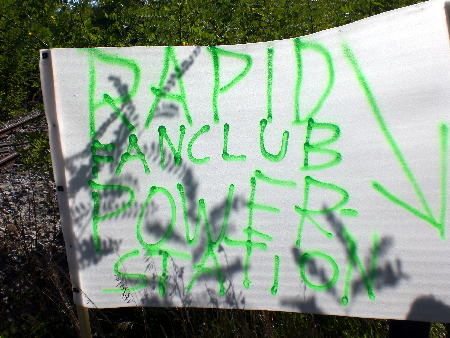 RAPID
FANCLUB
POWER-
STATION